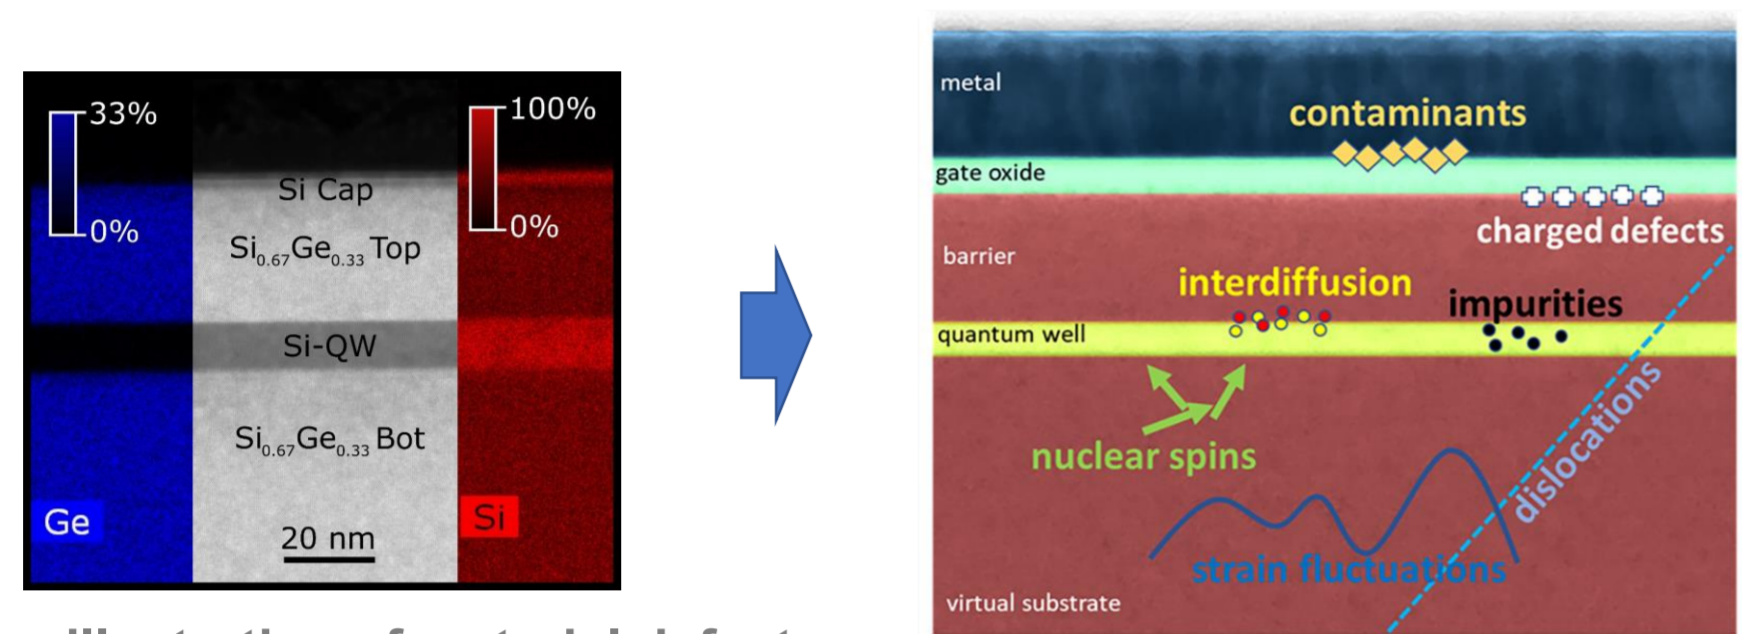 33%
0%
Si Cap
Si0.67Ge0.33 Top
Si-QW
Si0.67Ge0.33 Bot
20 nm
Ge
100%
0%
Si
metal
contaminants
gate oxide
charged defects
barrier
interdiffusion
impurities
quantum well
nuclear spins
dislocations
strain fluctuations
virtual substrate